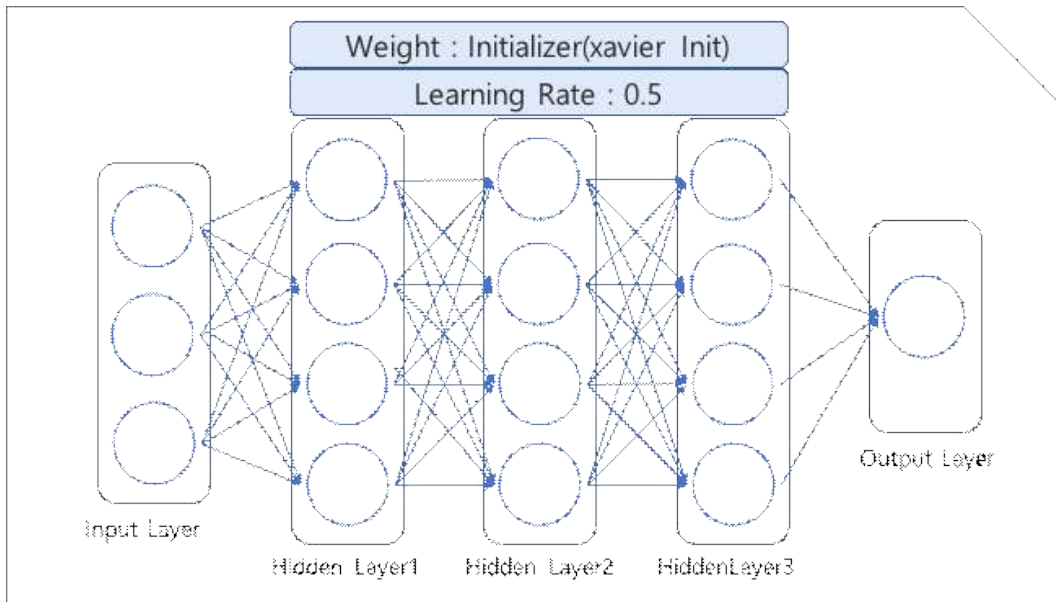 Weight : Initializer(xavier Init)
Learning Rate : 0.5
Input Layer
Hidden Layer1
Hidden Layer2
HiddenLayer3
Output Layer